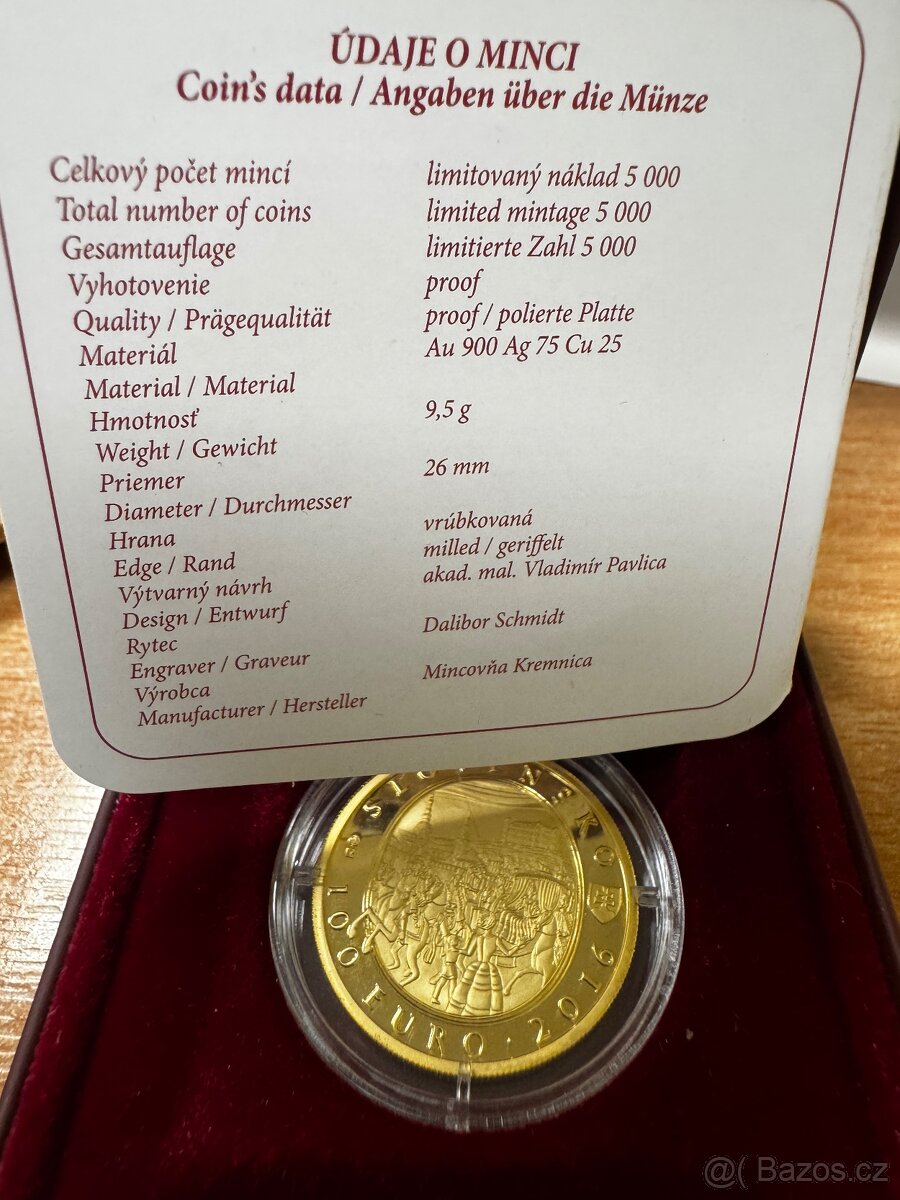 ÚDAJE O MINCI
Coin's data / Angaben über die Münze
Celkový počet mincí limitovaný náklad 5 000
Total number of coins limited mintage 5 000
Gesamtauflage limitierte Zahl 5 000
Vyhotovenie proof
Quality / Prägequalität proof / polierte Platte
Materiál Au 900 Ag 75 Cu 25
Material / Material
Hmotnosť 9,5 g
Weight / Gewicht
Priemer 26 mm
Diameter / Durchmesser
Hrana vrúbkovaná
Edge / Rand milled / geriffelt
Výtvarný návrh akad. mal. Vladimír Pavlica
Design / Entwurf
Rytec Dalibor Schmidt
Engraver / Graveur
Výrobca Mincovňa Kremnica
Manufacturer / Hersteller
100 EURO · 2016
@( Bazos.cz